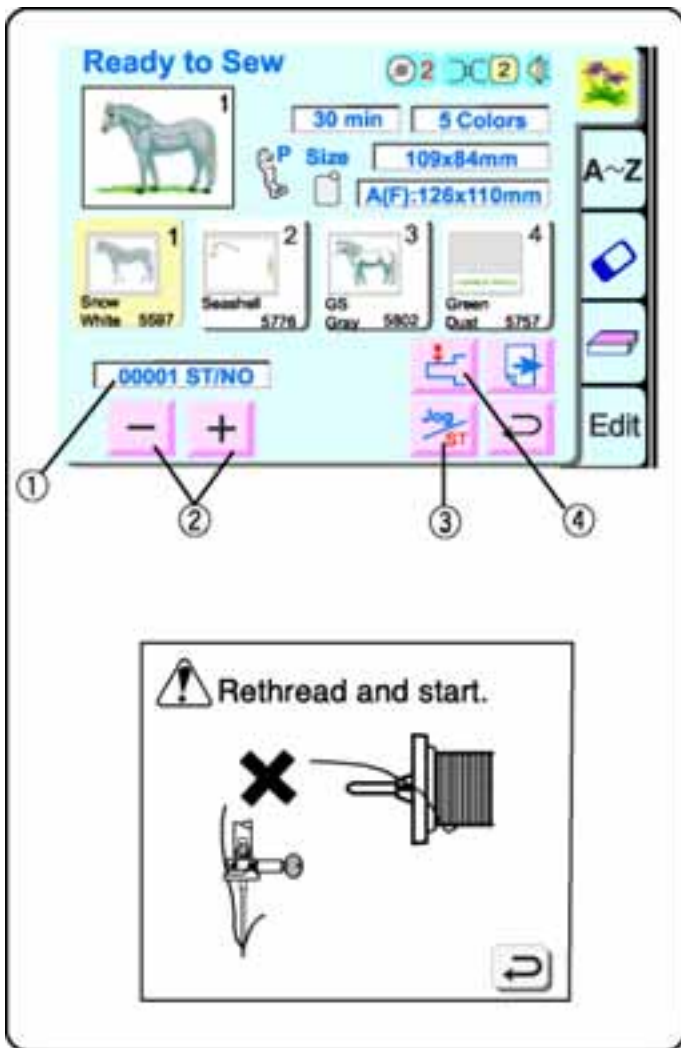 Ready to Sew
2
2
1
30 min
5 Colors
P
Size
109x84mm
A(F):126x110mm
A~Z
1
Snow
White 5587
2
Seashell
5776
3
GS
Gray 5802
4
Green
Dust 5757
00001 ST/NO
− +
Jog
ST
Edit
①
②
③
④
Rethread and start.